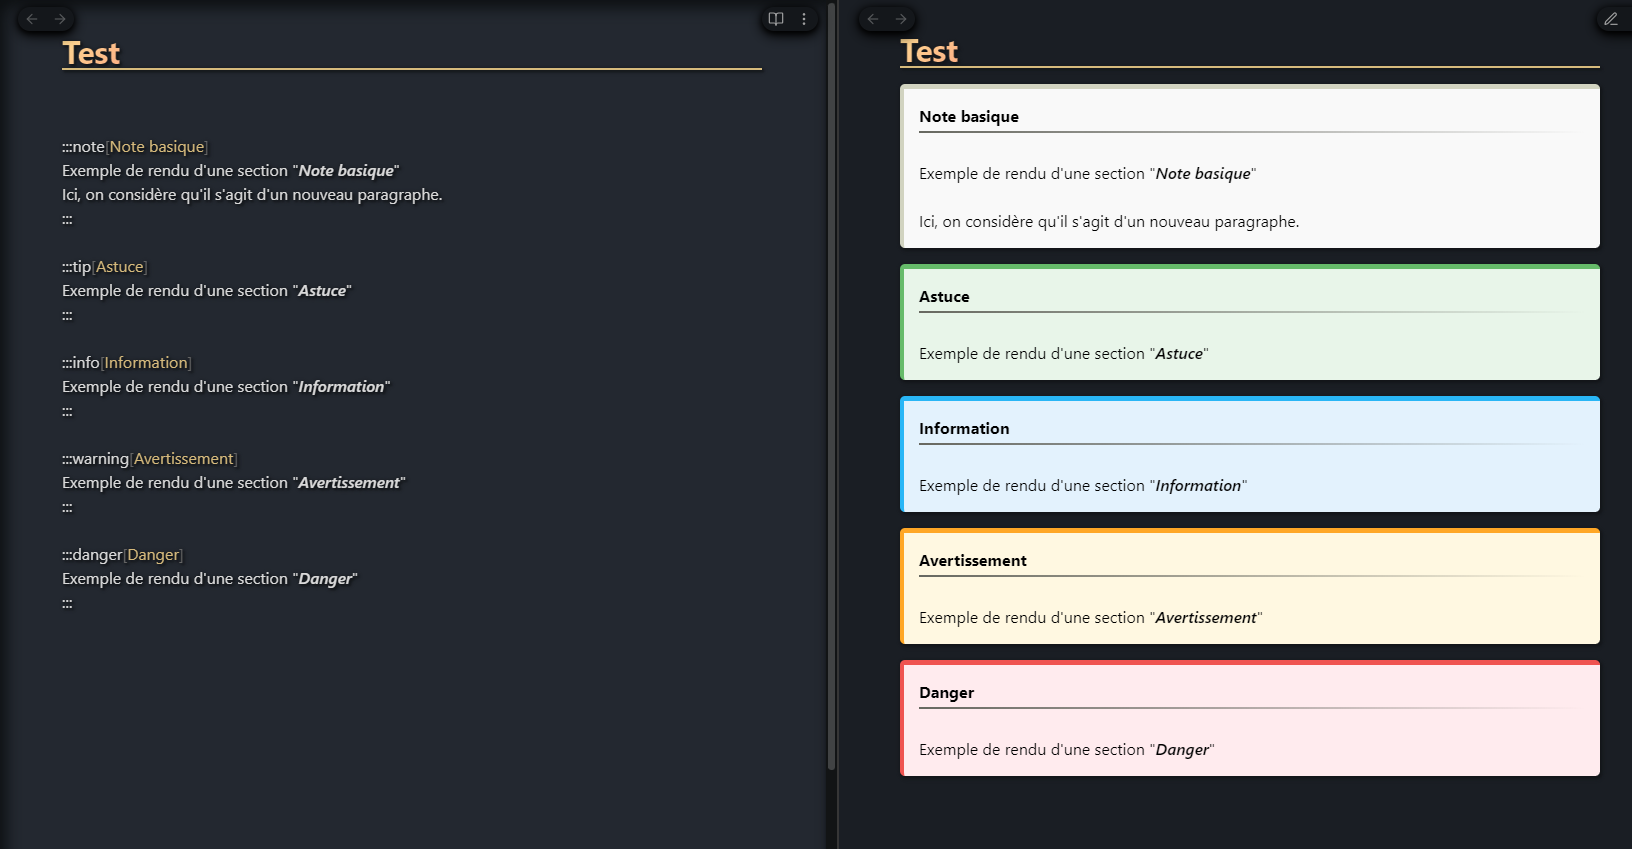 Test
:::note[Note basique]
Exemple de rendu d'une section "Note basique"
Ici, on considère qu'il s'agit d'un nouveau paragraphe.
:::
:::tip[Astuce]
Exemple de rendu d'une section "Astuce"
:::
:::info[Information]
Exemple de rendu d'une section "Information"
:::
:::warning[Avertissement]
Exemple de rendu d'une section "Avertissement"
:::
:::danger[Danger]
Exemple de rendu d'une section "Danger"
:::
Test
Note basique
Exemple de rendu d'une section "Note basique"
Ici, on considère qu'il s'agit d'un nouveau paragraphe.
Astuce
Exemple de rendu d'une section "Astuce"
Information
Exemple de rendu d'une section "Information"
Avertissement
Exemple de rendu d'une section "Avertissement"
Danger
Exemple de rendu d'une section "Danger"